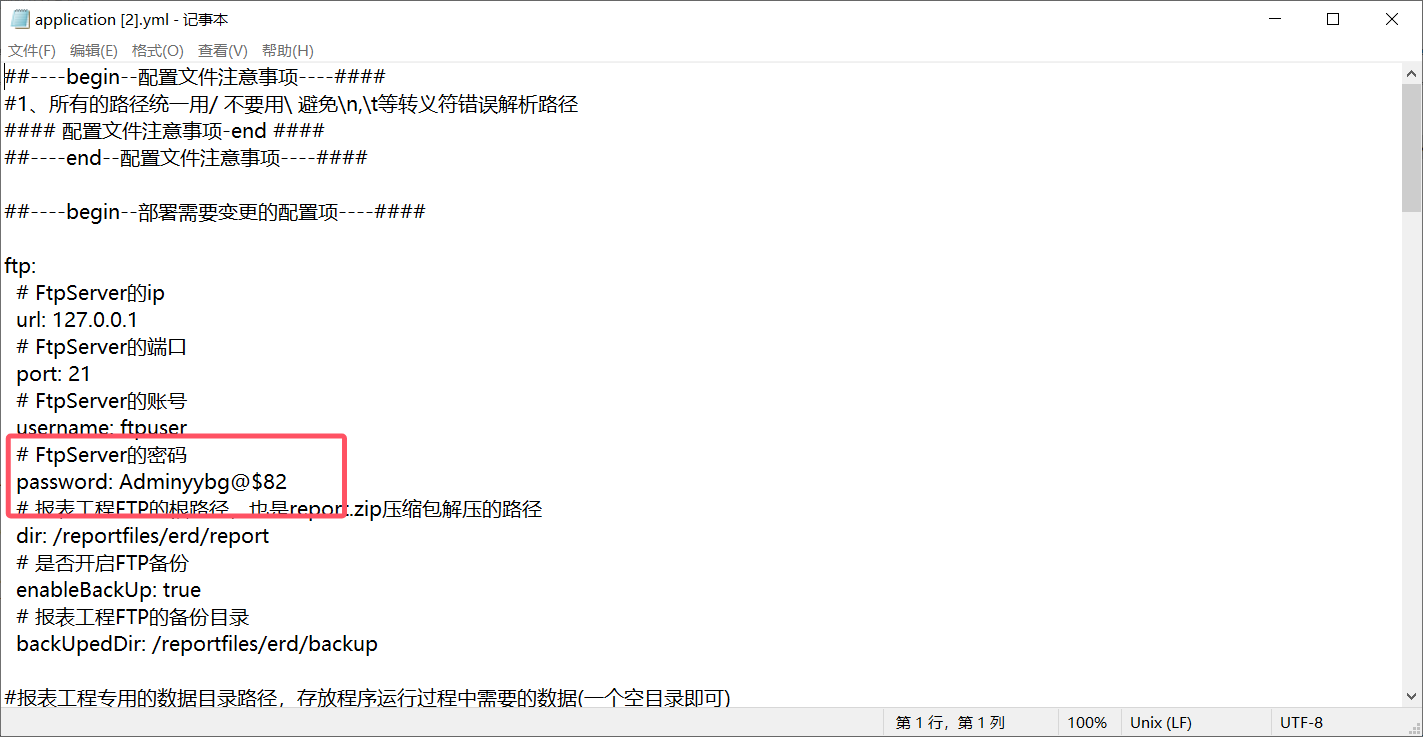 application [2].yml - 记事本
文件(F) 编辑(E) 格式(O) 查看(V) 帮助(H)
##----begin--配置文件注意事项----####
#1、所有的路径统一用/ 不要用\ 避免\n,\t等转义符错误解析路径
#### 配置文件注意事项-end ####
##----end--配置文件注意事项----####
##----begin--部署需要变更的配置项----####
ftp:
# FtpServer的ip
url: 127.0.0.1
# FtpServer的端口
port: 21
# FtpServer的账号
username: ftpuser
# FtpServer的密码
password: Adminyybg@$82
# 报表工程FTP的根路径，也是report.zip压缩包解压的路径
dir: /reportfiles/erd/report
# 是否开启FTP备份
enableBackUp: true
# 报表工程FTP的备份目录
backUpedDir: /reportfiles/erd/backup
#报表工程专用的数据目录路径，存放程序运行过程中需要的数据(一个空目录即可)
第 1 行，第 1 列 100% Unix (LF) UTF-8